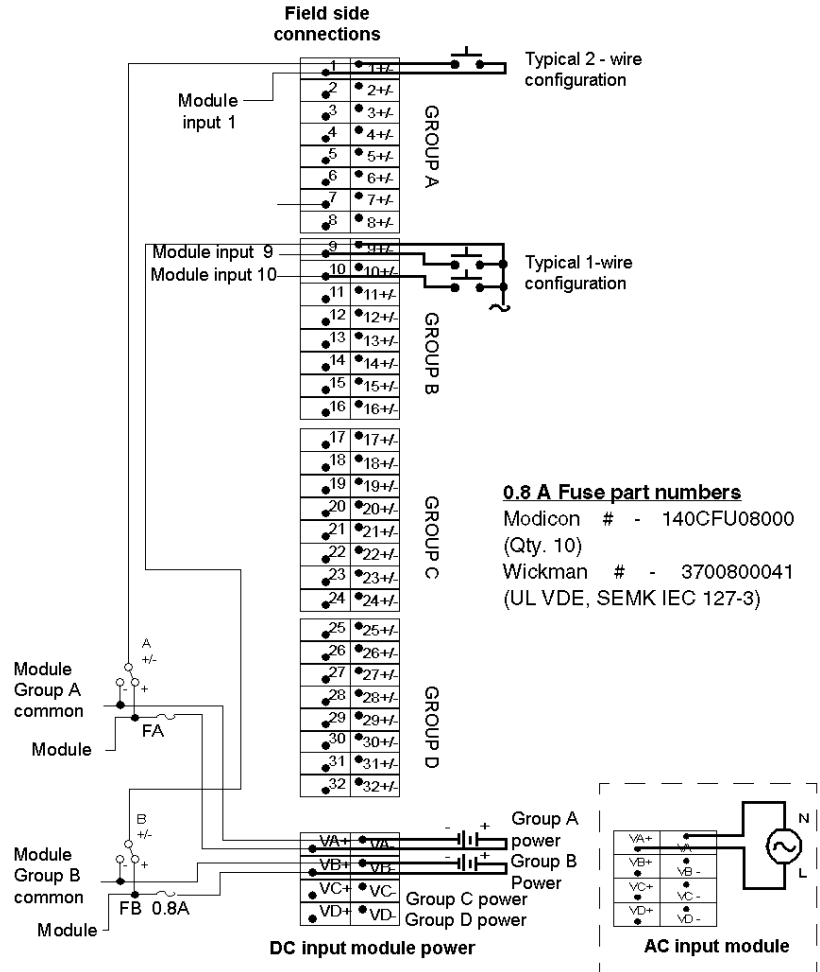 Field side
connections
Typical 2 - wire
configuration
Module
input 1
1 1+/-
2 2+/-
3 3+/-
4 4+/-
5 5+/-
6 6+/-
7 7+/-
8 8+/-
GROUP A
Module input 9
Module input 10
9 9+/-
10 10+/-
11 11+/-
12 12+/-
13 13+/-
14 14+/-
15 15+/-
16 16+/-
GROUP B
Typical 1-wire
configuration
17 17+/-
18 18+/-
19 19+/-
20 20+/-
21 21+/-
22 22+/-
23 23+/-
24 24+/-
GROUP C
0.8 A Fuse part numbers
Modicon # - 140CFU08000
(Qty. 10)
Wickman # - 3700800041
(UL VDE, SEMK IEC 127-3)
25 25+/-
26 26+/-
27 27+/-
28 28+/-
29 29+/-
30 30+/-
31 31+/-
32 32+/-
GROUP D
A
+/-
- +
Module
Group A
common
FA
Module
B
+/-
- +
Module
Group B
common
FB 0.8A
Module
VA+ VA-
VB+ VB-
VC+ VC-
VD+ VD-
- +
Group A
power
- +
Group B
Power
Group C power
Group D power
DC input module power
VA+ VA
VB+ VB -
VC+ VC -
VD+ VD -
N
L
AC input module